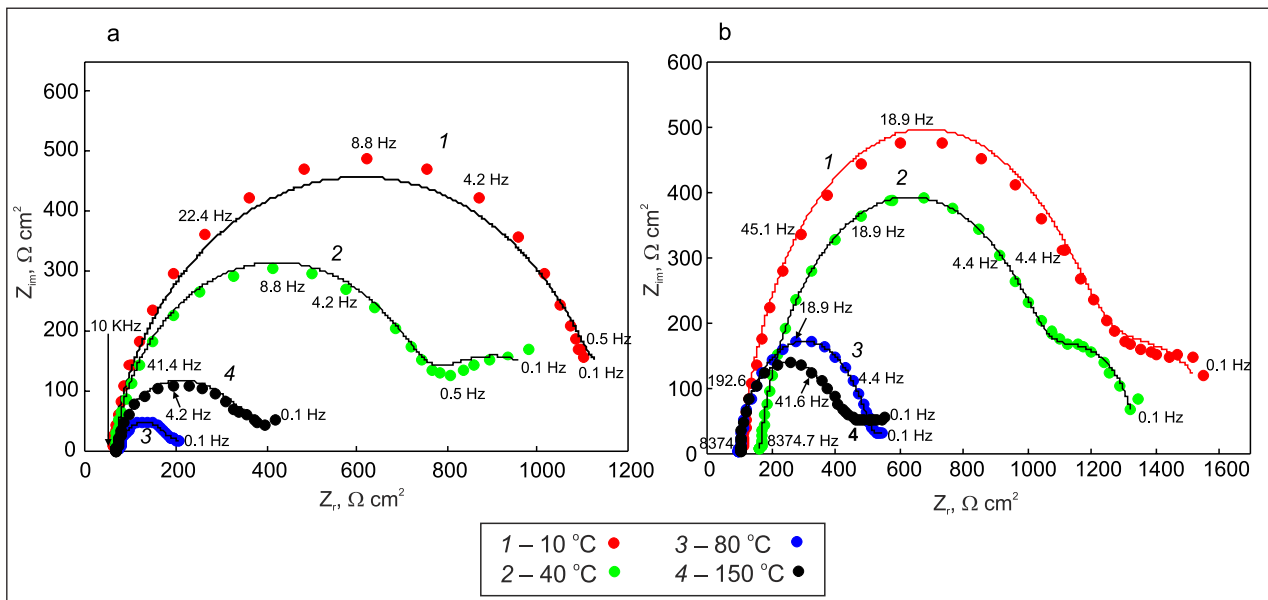 a
600
500
400
300
200
100
0
0
200
400
600
800
1000
1200
Z_im, Ω cm²
Z_r, Ω cm²
1
8.8 Hz
4.2 Hz
22.4 Hz
2
8.8 Hz
4.2 Hz
10 KHz
41.4 Hz
4
4.2 Hz
3
0.1 Hz
0.1 Hz
0.5 Hz
0.1 Hz
0.5 Hz
0.1 Hz
b
600
500
400
300
200
100
0
0
200
400
600
800
1000
1200
1400
1600
Z_im, Ω cm²
Z_r, Ω cm²
18.9 Hz
1
2
45.1 Hz
18.9 Hz
4.4 Hz
4.4 Hz
18.9 Hz
3
4.4 Hz
192.6
41.6 Hz
0.1 Hz
4
0.1 Hz
8374.7 Hz
0.1 Hz
0.1 Hz
1 – 10 °C
3 – 80 °C
2 – 40 °C
4 – 150 °C